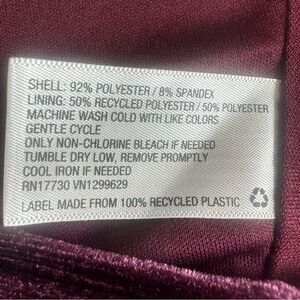 SHELL: 92% POLYESTER / 8% SPANDEX
LINING: 50% RECYCLED POLYESTER / 50% POLYESTER
MACHINE WASH COLD WITH LIKE COLORS
GENTLE CYCLE
ONLY NON-CHLORINE BLEACH IF NEEDED
TUMBLE DRY LOW, REMOVE PROMPTLY
COOL IRON IF NEEDED
RN17730 VN1299629
LABEL MADE FROM 100% RECYCLED PLASTIC